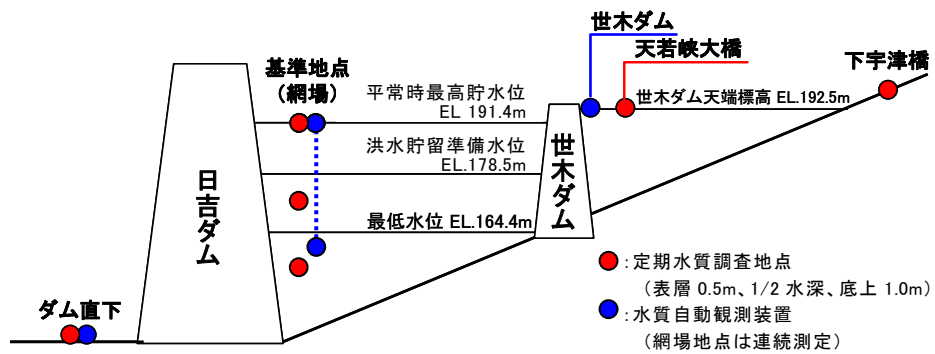 世木ダム
天若峡大橋
下宇津橋
基準地点
（網場）
平常時最高貯水位
EL 191.4m
世木ダム天端標高 EL.192.5m
洪水貯留準備水位
EL.178.5m
世木ダム
日吉ダム
最低水位 EL.164.4m
：定期水質調査地点
（表層 0.5m、1/2 水深、底上 1.0m）
ダム直下
：水質自動観測装置
（網場地点は連続測定）